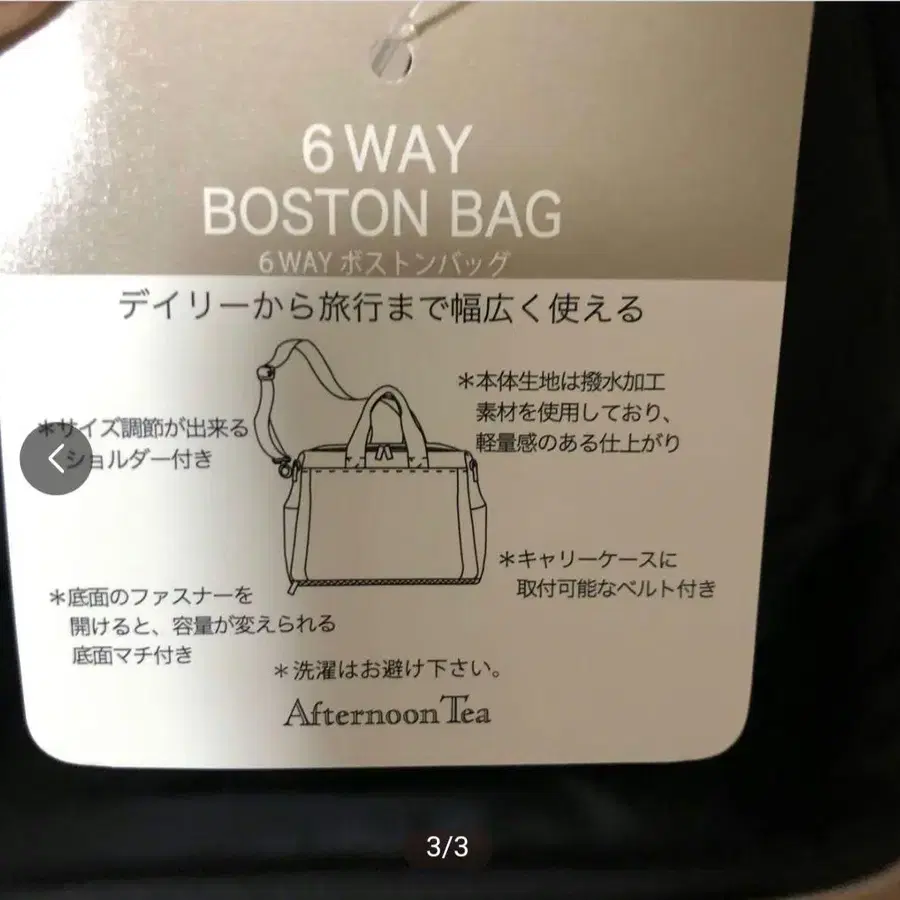 6WAY
BOSTON BAG
6WAY ボストンバッグ
デイリーから旅行まで幅広く使える
＊本体生地は撥水加工
素材を使用しており、
軽量感のある仕上がり
＊サイズ調節が出来る
ショルダー付き
＊キャリーケースに
取付可能なベルト付き
＊底面のファスナーを
開けると、容量が変えられる
底面マチ付き
＊洗濯はお避け下さい。
Afternoon Tea
3/3